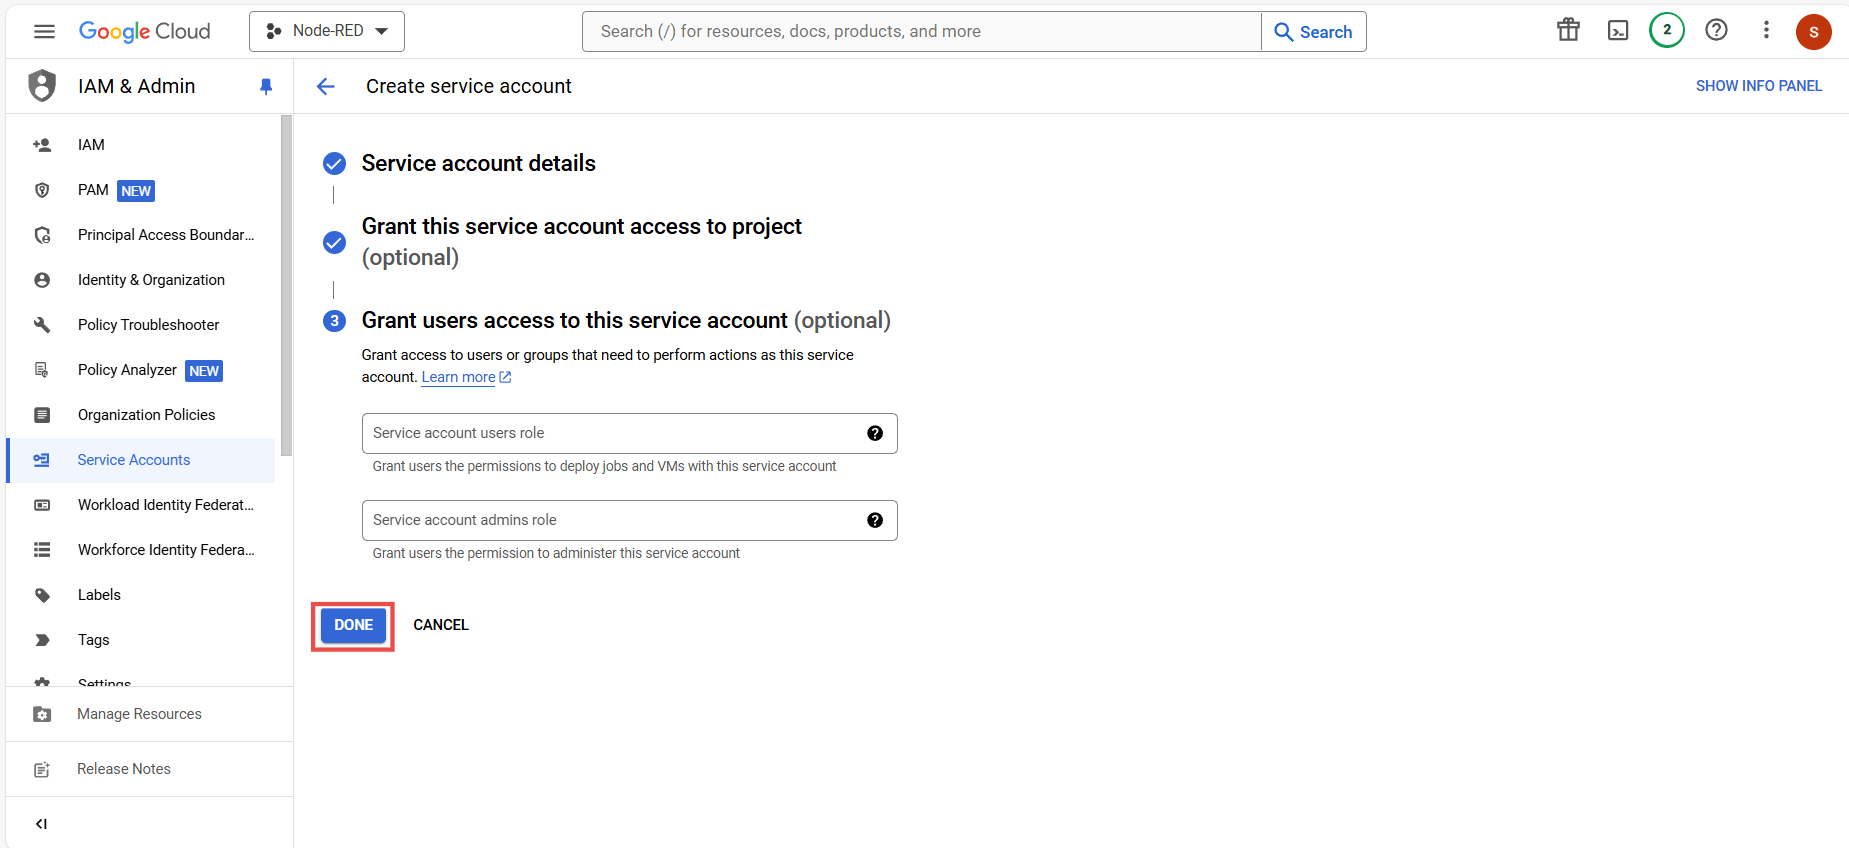 Google Cloud
Node-RED
Search (/) for resources, docs, products, and more
Search
2
S
IAM & Admin
Create service account
SHOW INFO PANEL
IAM
PAM NEW
Principal Access Boundar...
Identity & Organization
Policy Troubleshooter
Policy Analyzer NEW
Organization Policies
Service Accounts
Workload Identity Federat...
Workforce Identity Federa...
Labels
Tags
Settings
Manage Resources
Release Notes
Service account details
Grant this service account access to project
(optional)
3 Grant users access to this service account (optional)
Grant access to users or groups that need to perform actions as this service
account. Learn more
Service account users role
Grant users the permissions to deploy jobs and VMs with this service account
Service account admins role
Grant users the permission to administer this service account
DONE CANCEL